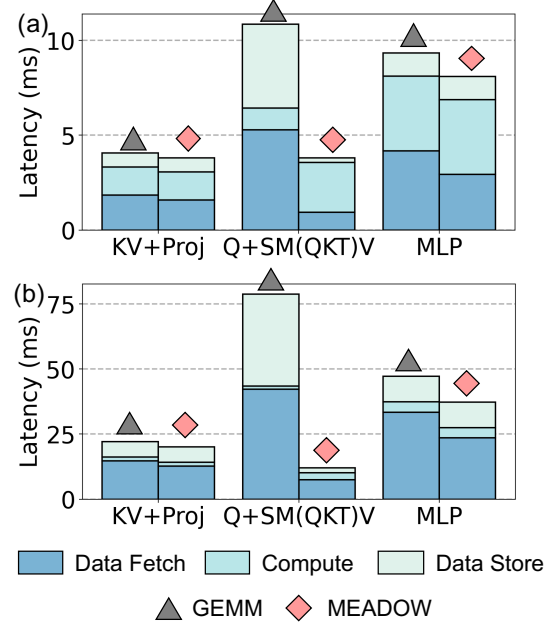 (a)
Latency (ms)
10
5
0
KV+Proj Q+SM(QKT)V MLP
(b)
Latency (ms)
75
50
25
0
KV+Proj Q+SM(QKT)V MLP
Data Fetch Compute Data Store
GEMM MEADOW